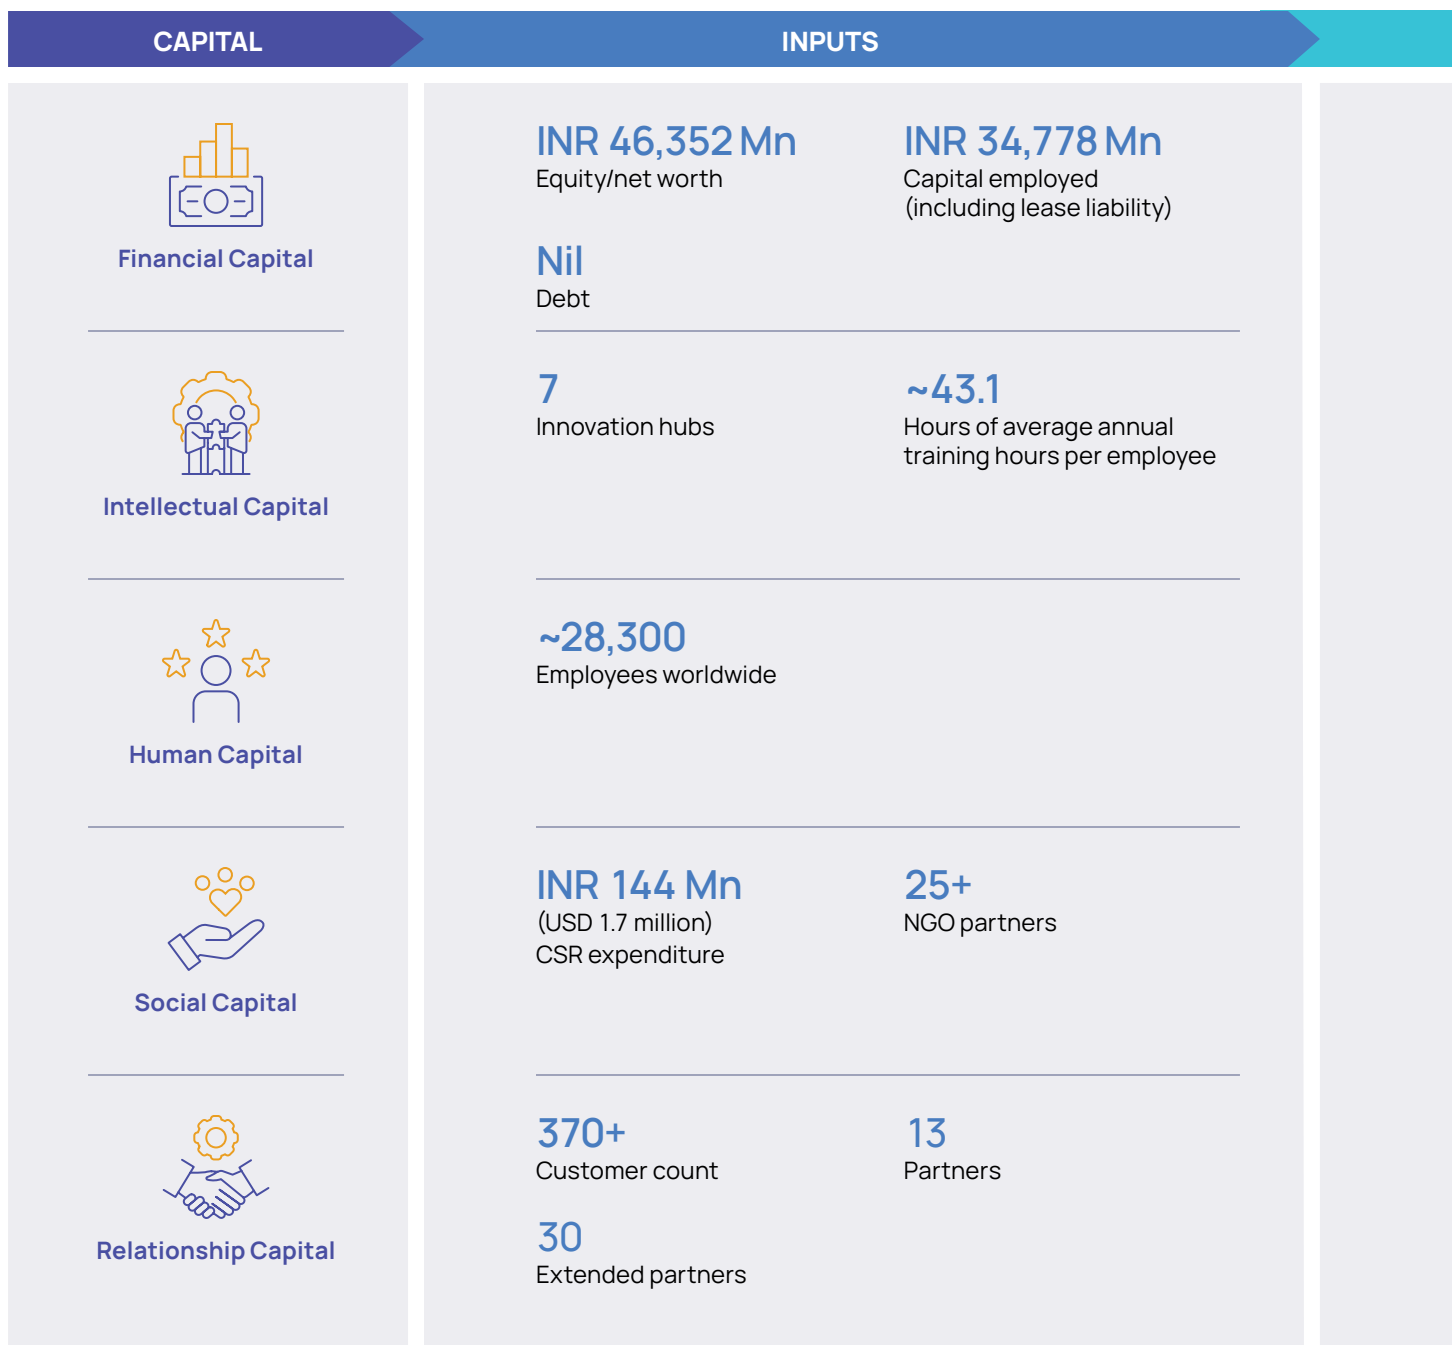 CAPITAL
INPUTS
Financial Capital
INR 46,352 Mn
Equity/net worth
INR 34,778 Mn
Capital employed
(including lease liability)
Nil
Debt
Intellectual Capital
7
Innovation hubs
~43.1
Hours of average annual
training hours per employee
Human Capital
~28,300
Employees worldwide
Social Capital
INR 144 Mn
(USD 1.7 million)
CSR expenditure
25+
NGO partners
Relationship Capital
370+
Customer count
13
Partners
30
Extended partners